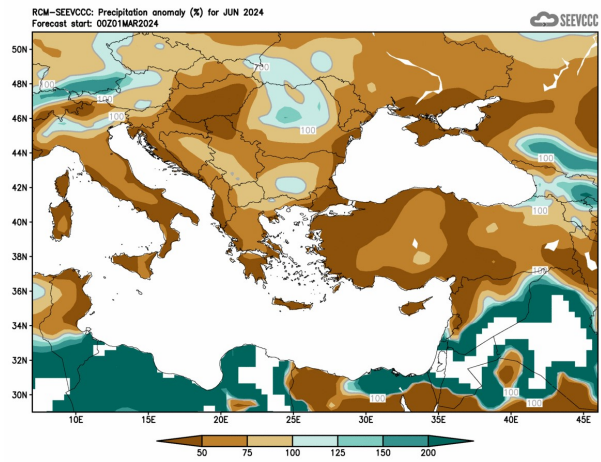 RCM-SEEVCCC: Precipitation anomaly (%) for JUN 2024
Forecast start: 00Z01MAR2024
SEEVCCC
50N
48N
46N
44N
42N
40N
38N
36N
34N
32N
30N
100
100
100
100
100
100
100
100
100
100
100
10E
15E
20E
25E
30E
35E
40E
45E
50
75
100
125
150
200